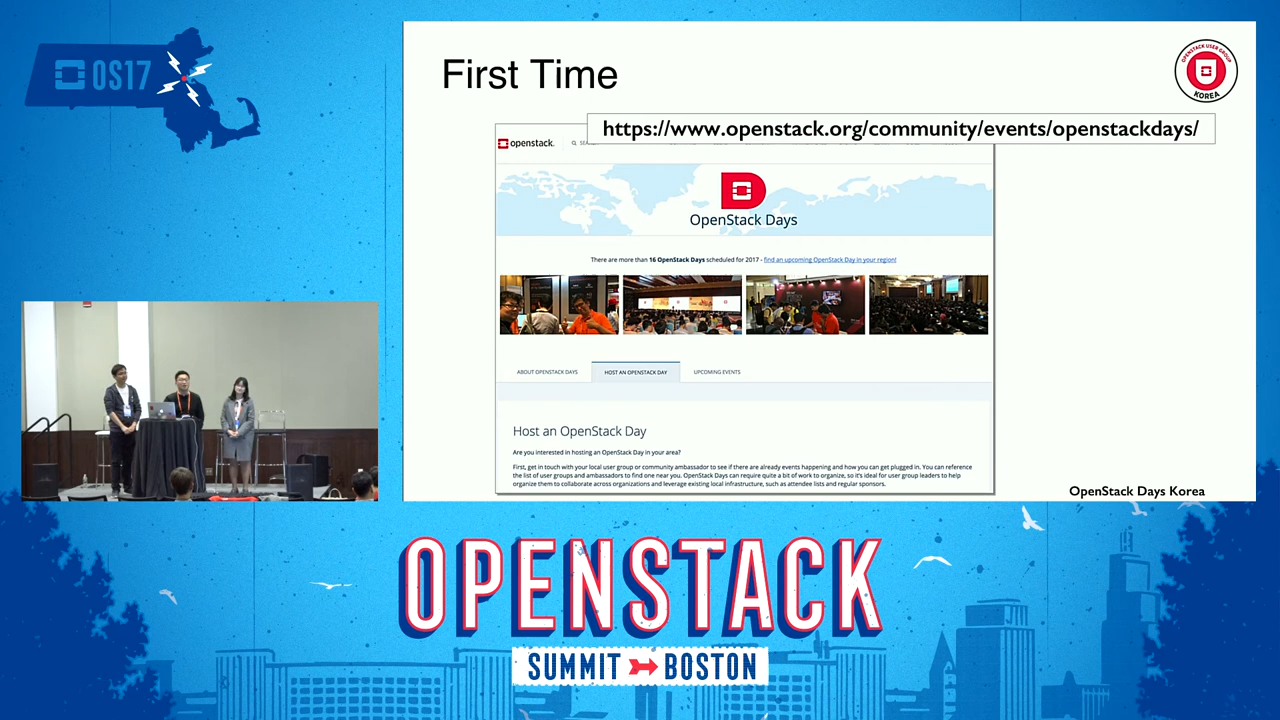 OS17
First Time
OPENSTACK USER GROUP
KOREA
https://www.openstack.org/community/events/openstackdays/
openstack.
OpenStack Days
There are more than 16 OpenStack Days scheduled for 2017 - find an upcoming OpenStack Day in your region!
ABOUT OPENSTACK DAYS
HOST AN OPENSTACK DAY
UPCOMING EVENTS
Host an OpenStack Day
Are you interested in hosting an OpenStack Day in your area?
First, get in touch with your local user group or community ambassador to see if there are already events happening and how you can get plugged in. You can reference
the list of user groups and ambassadors to find one near you. OpenStack Days can require quite a bit of work to organize, so it's ideal for user group leaders to help
organize them to collaborate across organizations and leverage existing local infrastructure, such as attendee lists and regular sponsors.
OpenStack Days Korea
OPENSTACK
SUMMIT BOSTON